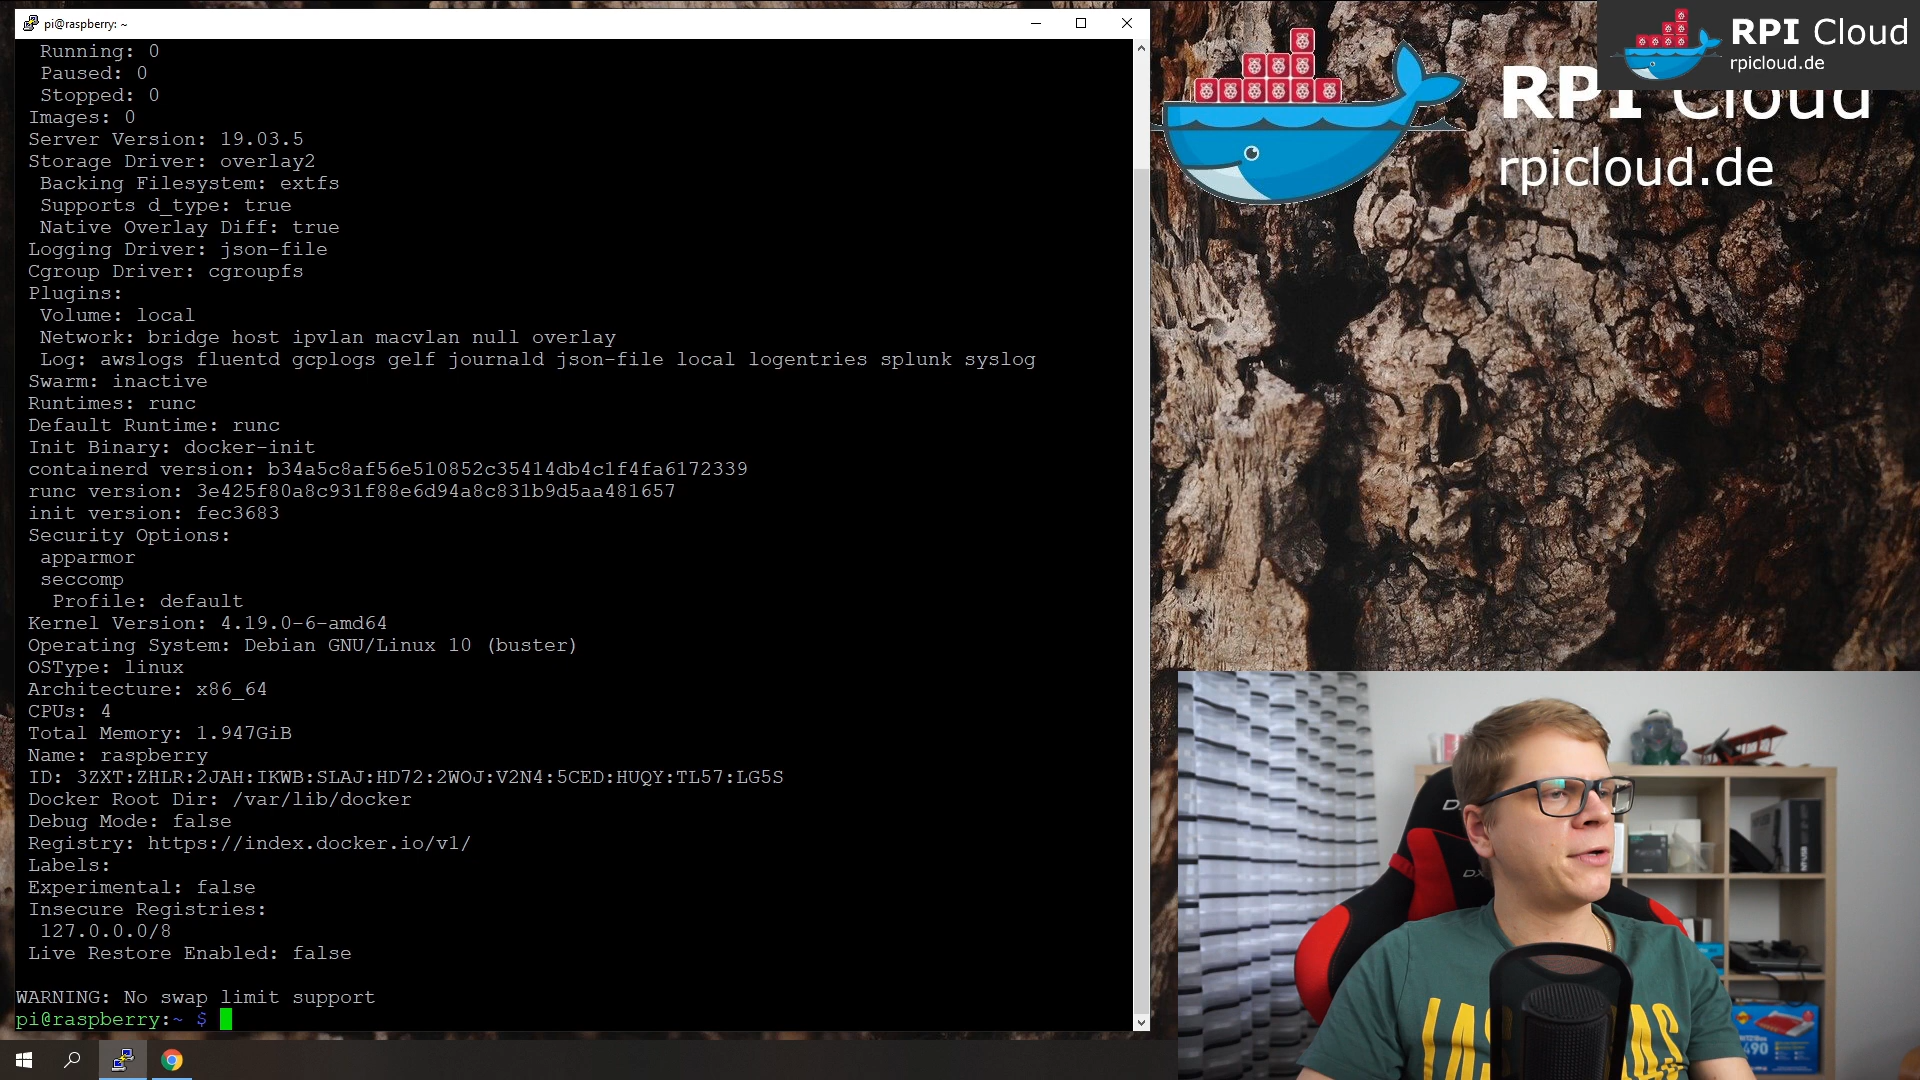 pi@raspberry: ~
Running: 0
Paused: 0
Stopped: 0
Images: 0
Server Version: 19.03.5
Storage Driver: overlay2
Backing Filesystem: extfs
Supports d_type: true
Native Overlay Diff: true
Logging Driver: json-file
Cgroup Driver: cgroupfs
Plugins:
Volume: local
Network: bridge host ipvlan macvlan null overlay
Log: awslogs fluentd gcplogs gelf journald json-file local logentries splunk syslog
Swarm: inactive
Runtimes: runc
Default Runtime: runc
Init Binary: docker-init
containerd version: b34a5c8af56e510852c35414db4c1f4fa6172339
runc version: 3e425f80a8c931f88e6d94a8c831b9d5aa481657
init version: fec3683
Security Options:
apparmor
seccomp
Profile: default
Kernel Version: 4.19.0-6-amd64
Operating System: Debian GNU/Linux 10 (buster)
OSType: linux
Architecture: x86_64
CPUs: 4
Total Memory: 1.947GiB
Name: raspberry
ID: 3ZXT:ZHLR:2JAH:IKWB:SLAJ:HD72:2WOJ:V2N4:5CED:HUQY:TL57:LG5S
Docker Root Dir: /var/lib/docker
Debug Mode: false
Registry: https://index.docker.io/v1/
Labels:
Experimental: false
Insecure Registries:
127.0.0.0/8
Live Restore Enabled: false
WARNING: No swap limit support
pi@raspberry:~ $
RPI Cloud
rpicloud.de
RPI Cloud
rpicloud.de